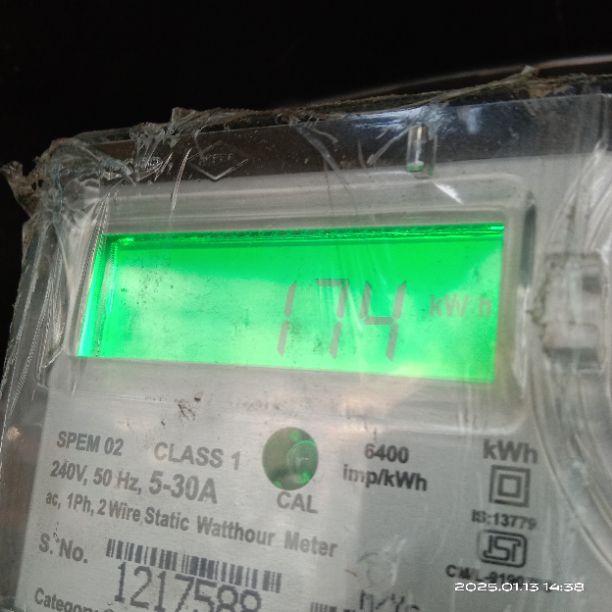 174 kWh
SPEM 02 CLASS 1
6400 imp/kWh
kWh
240V, 50 Hz, 5-30A
CAL
ac, 1Ph, 2 Wire Static Watthour Meter
IS:13779
S. No.
1217588
Category
2025.01.13 14:38